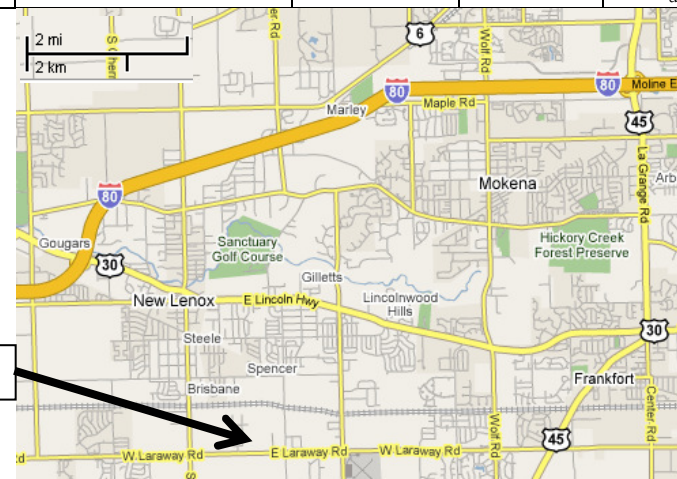 2 mi
2 km
6
Wolf Rd
80
80
Moline E
Marley
Maple Rd
45
La Grange Rd
Mokena
80
Sanctuary
Golf Course
Hickory Creek
Forest Preserve
Gougars
30
Gilletts
New Lenox
E Lincoln Hwy
Lincolnwood
Hills
30
Steele
Spencer
Brisbane
Frankfort
Center Rd
Wolf Rd
45
W Laraway Rd
E Laraway Rd
W Laraway Rd